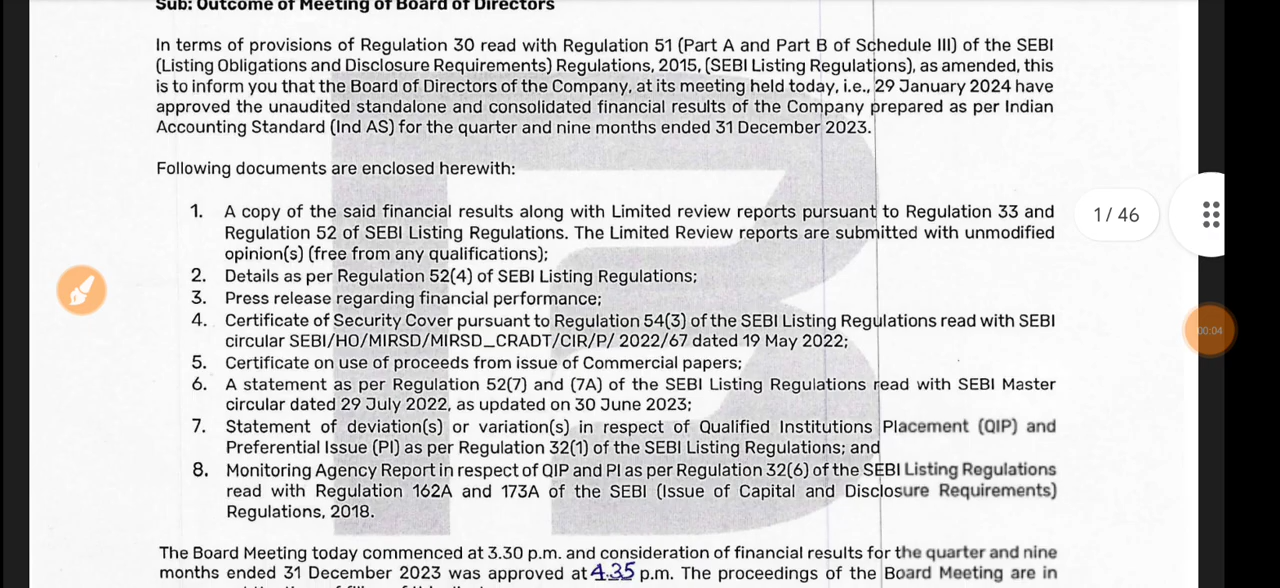 Sub: Outcome of Meeting of Board of Directors
In terms of provisions of Regulation 30 read with Regulation 51 (Part A and Part B of Schedule III) of the SEBI
(Listing Obligations and Disclosure Requirements) Regulations, 2015, (SEBI Listing Regulations), as amended, this
is to inform you that the Board of Directors of the Company, at its meeting held today, i.e., 29 January 2024 have
approved the unaudited standalone and consolidated financial results of the Company prepared as per Indian
Accounting Standard (Ind AS) for the quarter and nine months ended 31 December 2023.
Following documents are enclosed herewith:
1. A copy of the said financial results along with Limited review reports pursuant to Regulation 33 and
Regulation 52 of SEBI Listing Regulations. The Limited Review reports are submitted with unmodified
opinion(s) (free from any qualifications);
2. Details as per Regulation 52(4) of SEBI Listing Regulations;
3. Press release regarding financial performance;
4. Certificate of Security Cover pursuant to Regulation 54(3) of the SEBI Listing Regulations read with SEBI
circular SEBI/HO/MIRSD/MIRSD_CRADT/CIR/P/ 2022/67 dated 19 May 2022;
5. Certificate on use of proceeds from issue of Commercial papers;
6. A statement as per Regulation 52(7) and (7A) of the SEBI Listing Regulations read with SEBI Master
circular dated 29 July 2022, as updated on 30 June 2023;
7. Statement of deviation(s) or variation(s) in respect of Qualified Institutions Placement (QIP) and
Preferential Issue (PI) as per Regulation 32(1) of the SEBI Listing Regulations; and
8. Monitoring Agency Report in respect of QIP and PI as per Regulation 32(6) of the SEBI Listing Regulations
read with Regulation 162A and 173A of the SEBI (Issue of Capital and Disclosure Requirements)
Regulations, 2018.
The Board Meeting today commenced at 3.30 p.m. and consideration of financial results for the quarter and nine
months ended 31 December 2023 was approved at 4.35 p.m. The proceedings of the Board Meeting are in
1 / 46
00:04